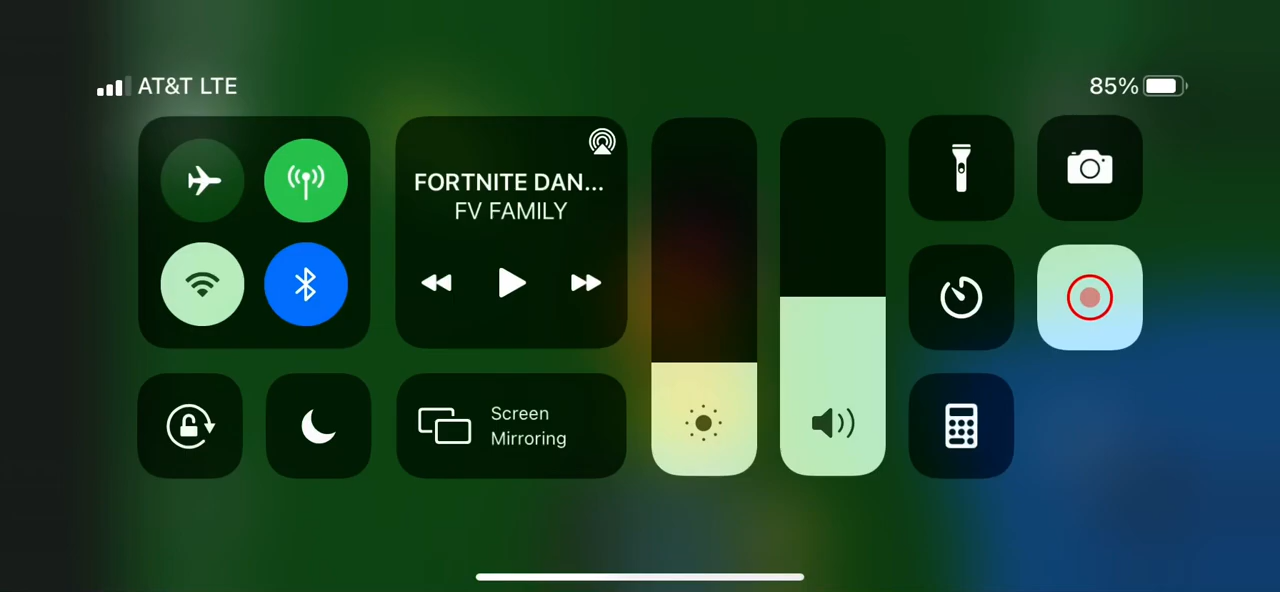 AT&T LTE
85%
FORTNITE DAN...
FV FAMILY
Screen
Mirroring